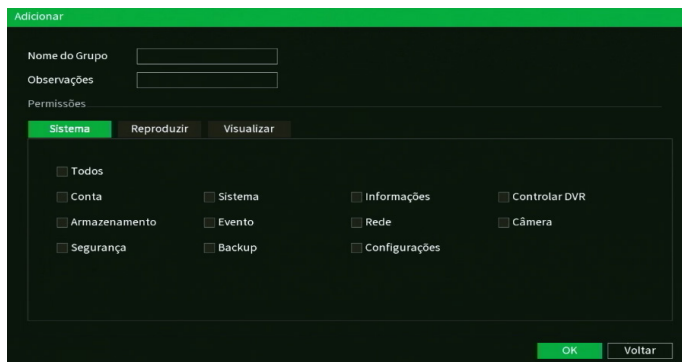 Adicionar
Nome do Grupo
Observações
Permissões
Sistema Reproduzir Visualizar
Todos
Conta Sistema Informações Controlar DVR
Armazenamento Evento Rede Câmera
Segurança Backup Configurações
OK Voltar